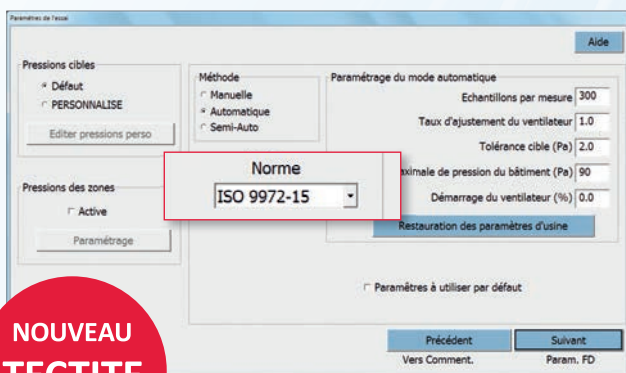 Paramètres de l'essai
Aide
Pressions cibles
Défaut
PERSONNALISE
Editer pressions perso
Pressions des zones
Active
Paramétrage
Méthode
Manuelle
Automatique
Semi-Auto
Norme
ISO 9972-15
Paramétrage du mode automatique
Echantillons par mesure 300
Taux d'ajustement du ventilateur 1.0
Tolérance cible (Pa) 2.0
de pression du bâtiment (Pa) 90
Démarrage du ventilateur (%) 0.0
Restauration des paramètres d'usine
Paramètres à utiliser par défaut
Précédent
Suivant
Vers Comment.
Param. FD
NOUVEAU
TECTITE